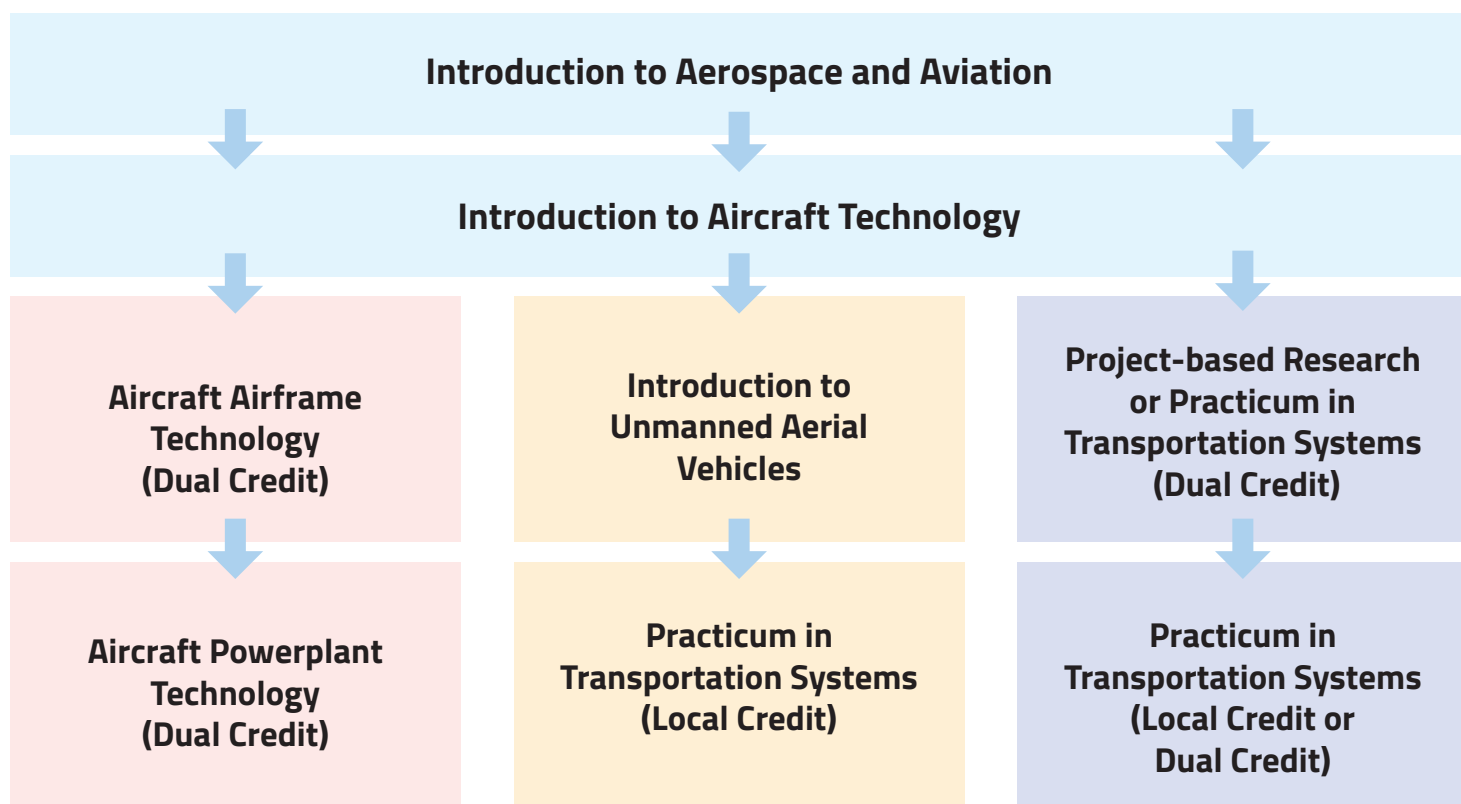 Introduction to Aerospace and Aviation
Introduction to Aircraft Technology
Aircraft Airframe
Technology
(Dual Credit)
Introduction to
Unmanned Aerial
Vehicles
Project-based Research
or Practicum in
Transportation Systems
(Dual Credit)
Aircraft Powerplant
Technology
(Dual Credit)
Practicum in
Transportation Systems
(Local Credit)
Practicum in
Transportation Systems
(Local Credit or
Dual Credit)